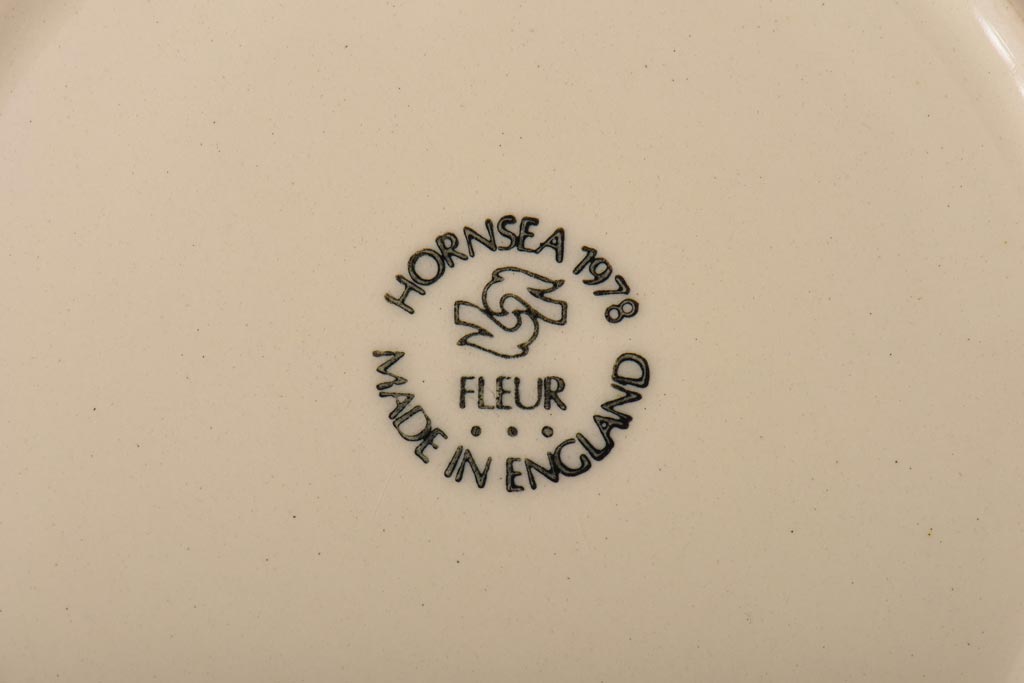 HORNSEA 1978
FLEUR
MADE IN ENGLAND